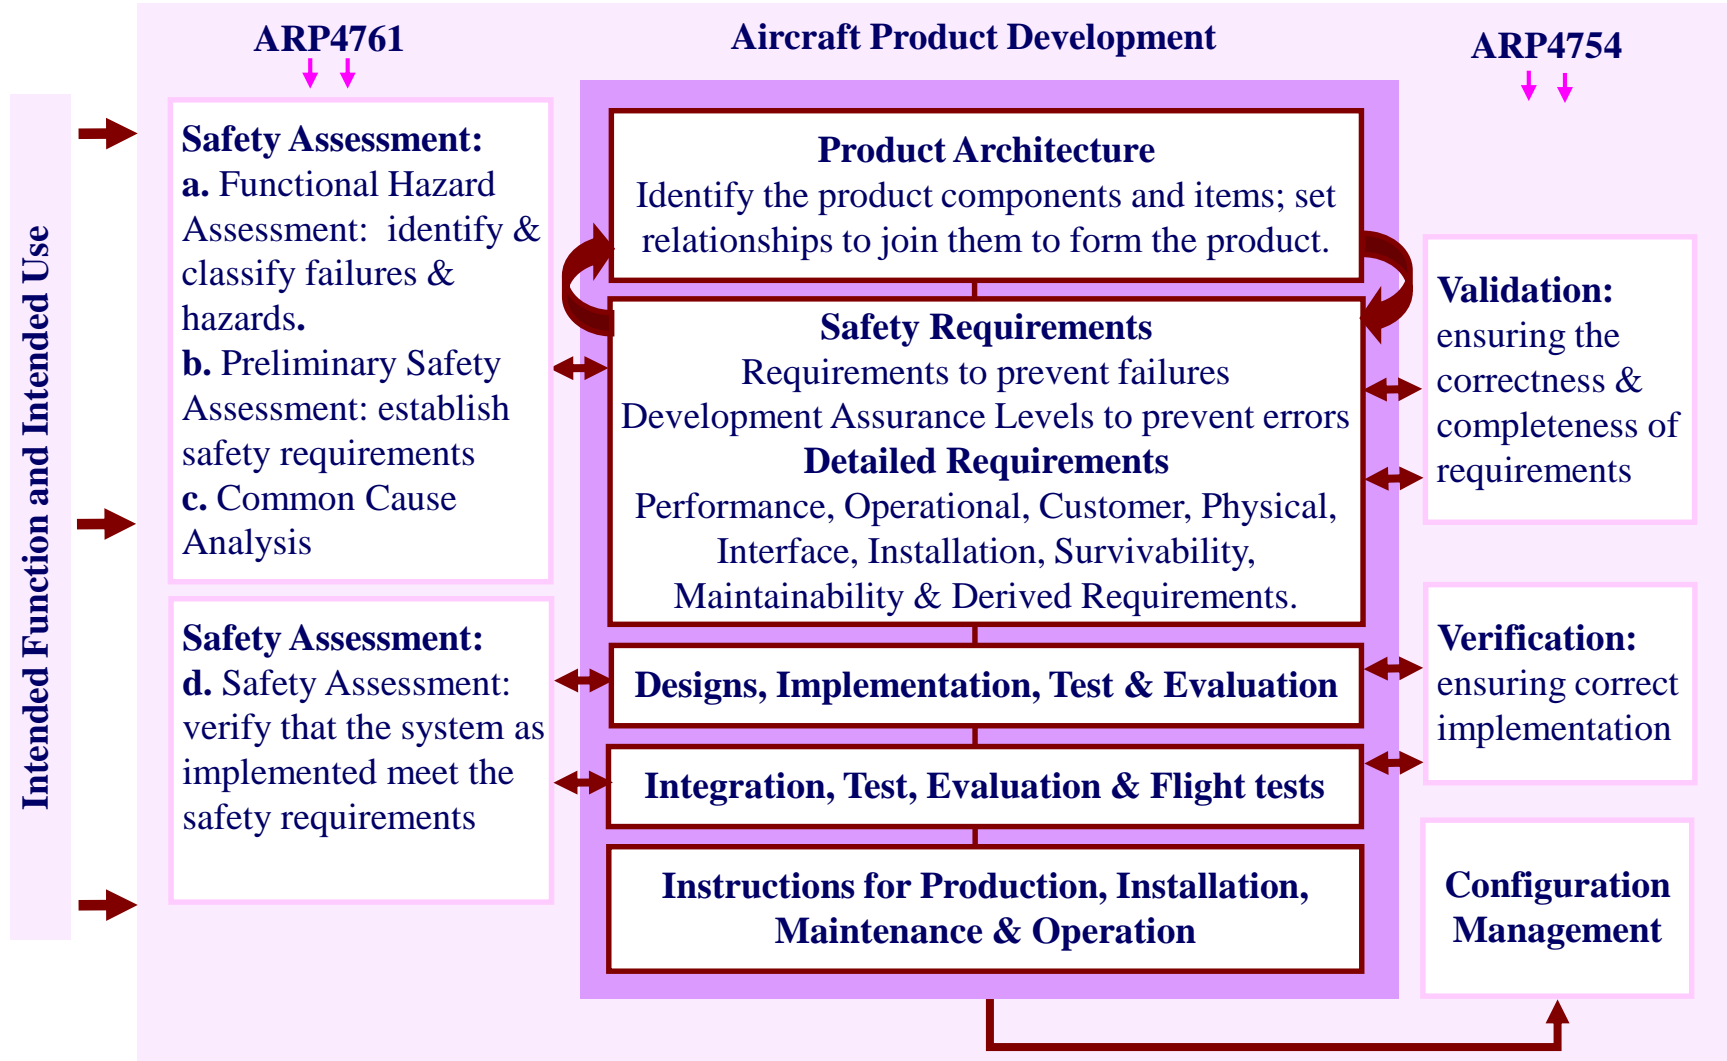 Intended Function and Intended Use
ARP4761
Aircraft Product Development
ARP4754
Safety Assessment:
a. Functional Hazard
Assessment: identify &
classify failures &
hazards.
b. Preliminary Safety
Assessment: establish
safety requirements
c. Common Cause
Analysis
Safety Assessment:
d. Safety Assessment:
verify that the system as
implemented meet the
safety requirements
Product Architecture
Identify the product components and items; set
relationships to join them to form the product.
Safety Requirements
Requirements to prevent failures
Development Assurance Levels to prevent errors
Detailed Requirements
Performance, Operational, Customer, Physical,
Interface, Installation, Survivability,
Maintainability & Derived Requirements.
Designs, Implementation, Test & Evaluation
Integration, Test, Evaluation & Flight tests
Instructions for Production, Installation,
Maintenance & Operation
Validation:
ensuring the
correctness &
completeness of
requirements
Verification:
ensuring correct
implementation
Configuration
Management